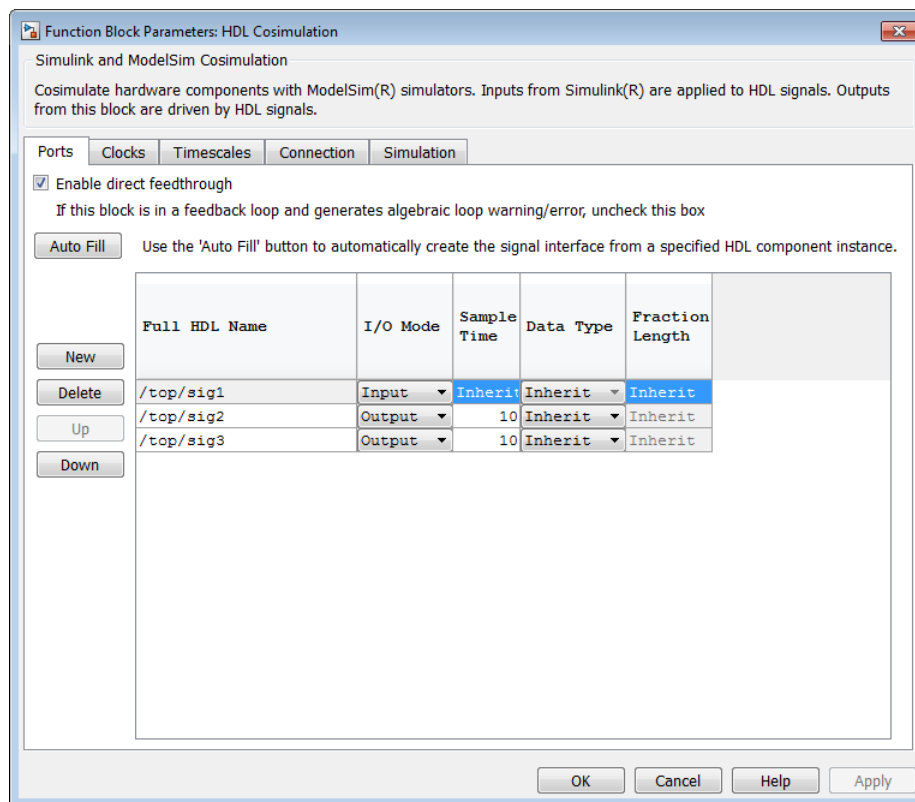 Function Block Parameters: HDL Cosimulation
Simulink and ModelSim Cosimulation
Cosimulate hardware components with ModelSim(R) simulators. Inputs from Simulink(R) are applied to HDL signals. Outputs
from this block are driven by HDL signals.
Ports Clocks Timescales Connection Simulation
Enable direct feedthrough
If this block is in a feedback loop and generates algebraic loop warning/error, uncheck this box
Auto Fill Use the 'Auto Fill' button to automatically create the signal interface from a specified HDL component instance.
Full HDL Name I/O Mode Sample Time Data Type Fraction Length
New
Delete /top/sig1 Input Inherit Inherit Inherit
/top/sig2 Output 10 Inherit Inherit
Up
/top/sig3 Output 10 Inherit Inherit
Down
OK Cancel Help Apply